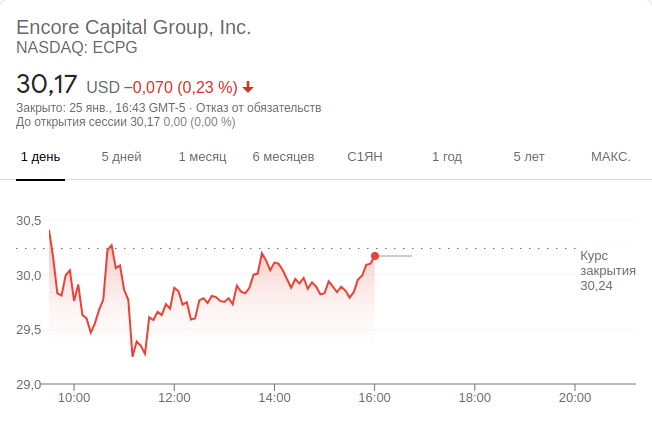 Encore Capital Group, Inc.
NASDAQ: ECPG
30,17 USD −0,070 (0,23 %)
Закрыто: 25 янв., 16:43 GMT-5 · Отказ от обязательств
До открытия сессии 30,17 0,00 (0,00 %)
1 день 5 дней 1 месяц 6 месяцев С1ЯН 1 год 5 лет МАКС.
30,5
30,0
29,5
29,0
Курс
закрытия
30,24
10:00 12:00 14:00 16:00 18:00 20:00